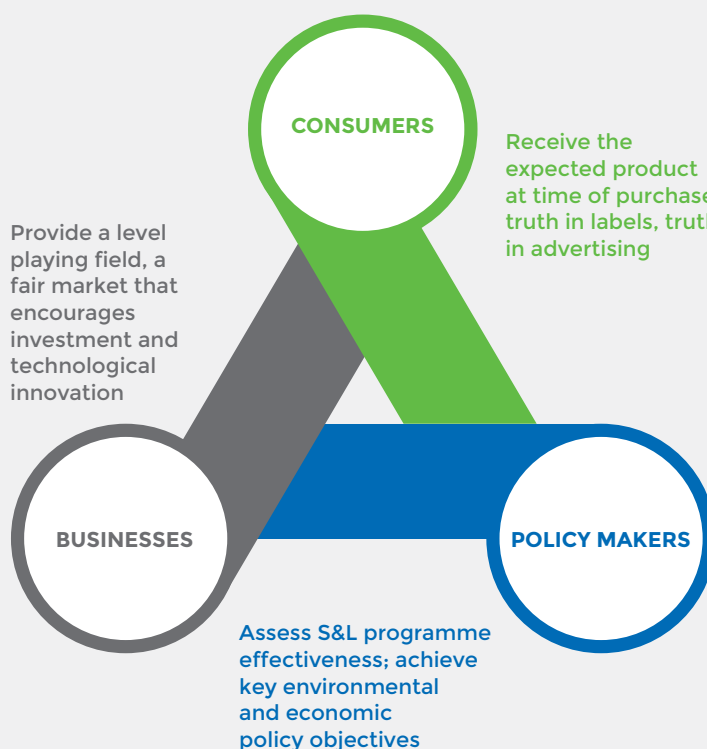 CONSUMERS
Receive the
expected product
at time of purchase
truth in labels, trut
in advertising
Provide a level
playing field, a
fair market that
encourages
investment and
technological
innovation
BUSINESSES
POLICY MAKERS
Assess S&L programme
effectiveness; achieve
key environmental
and economic
policy objectives